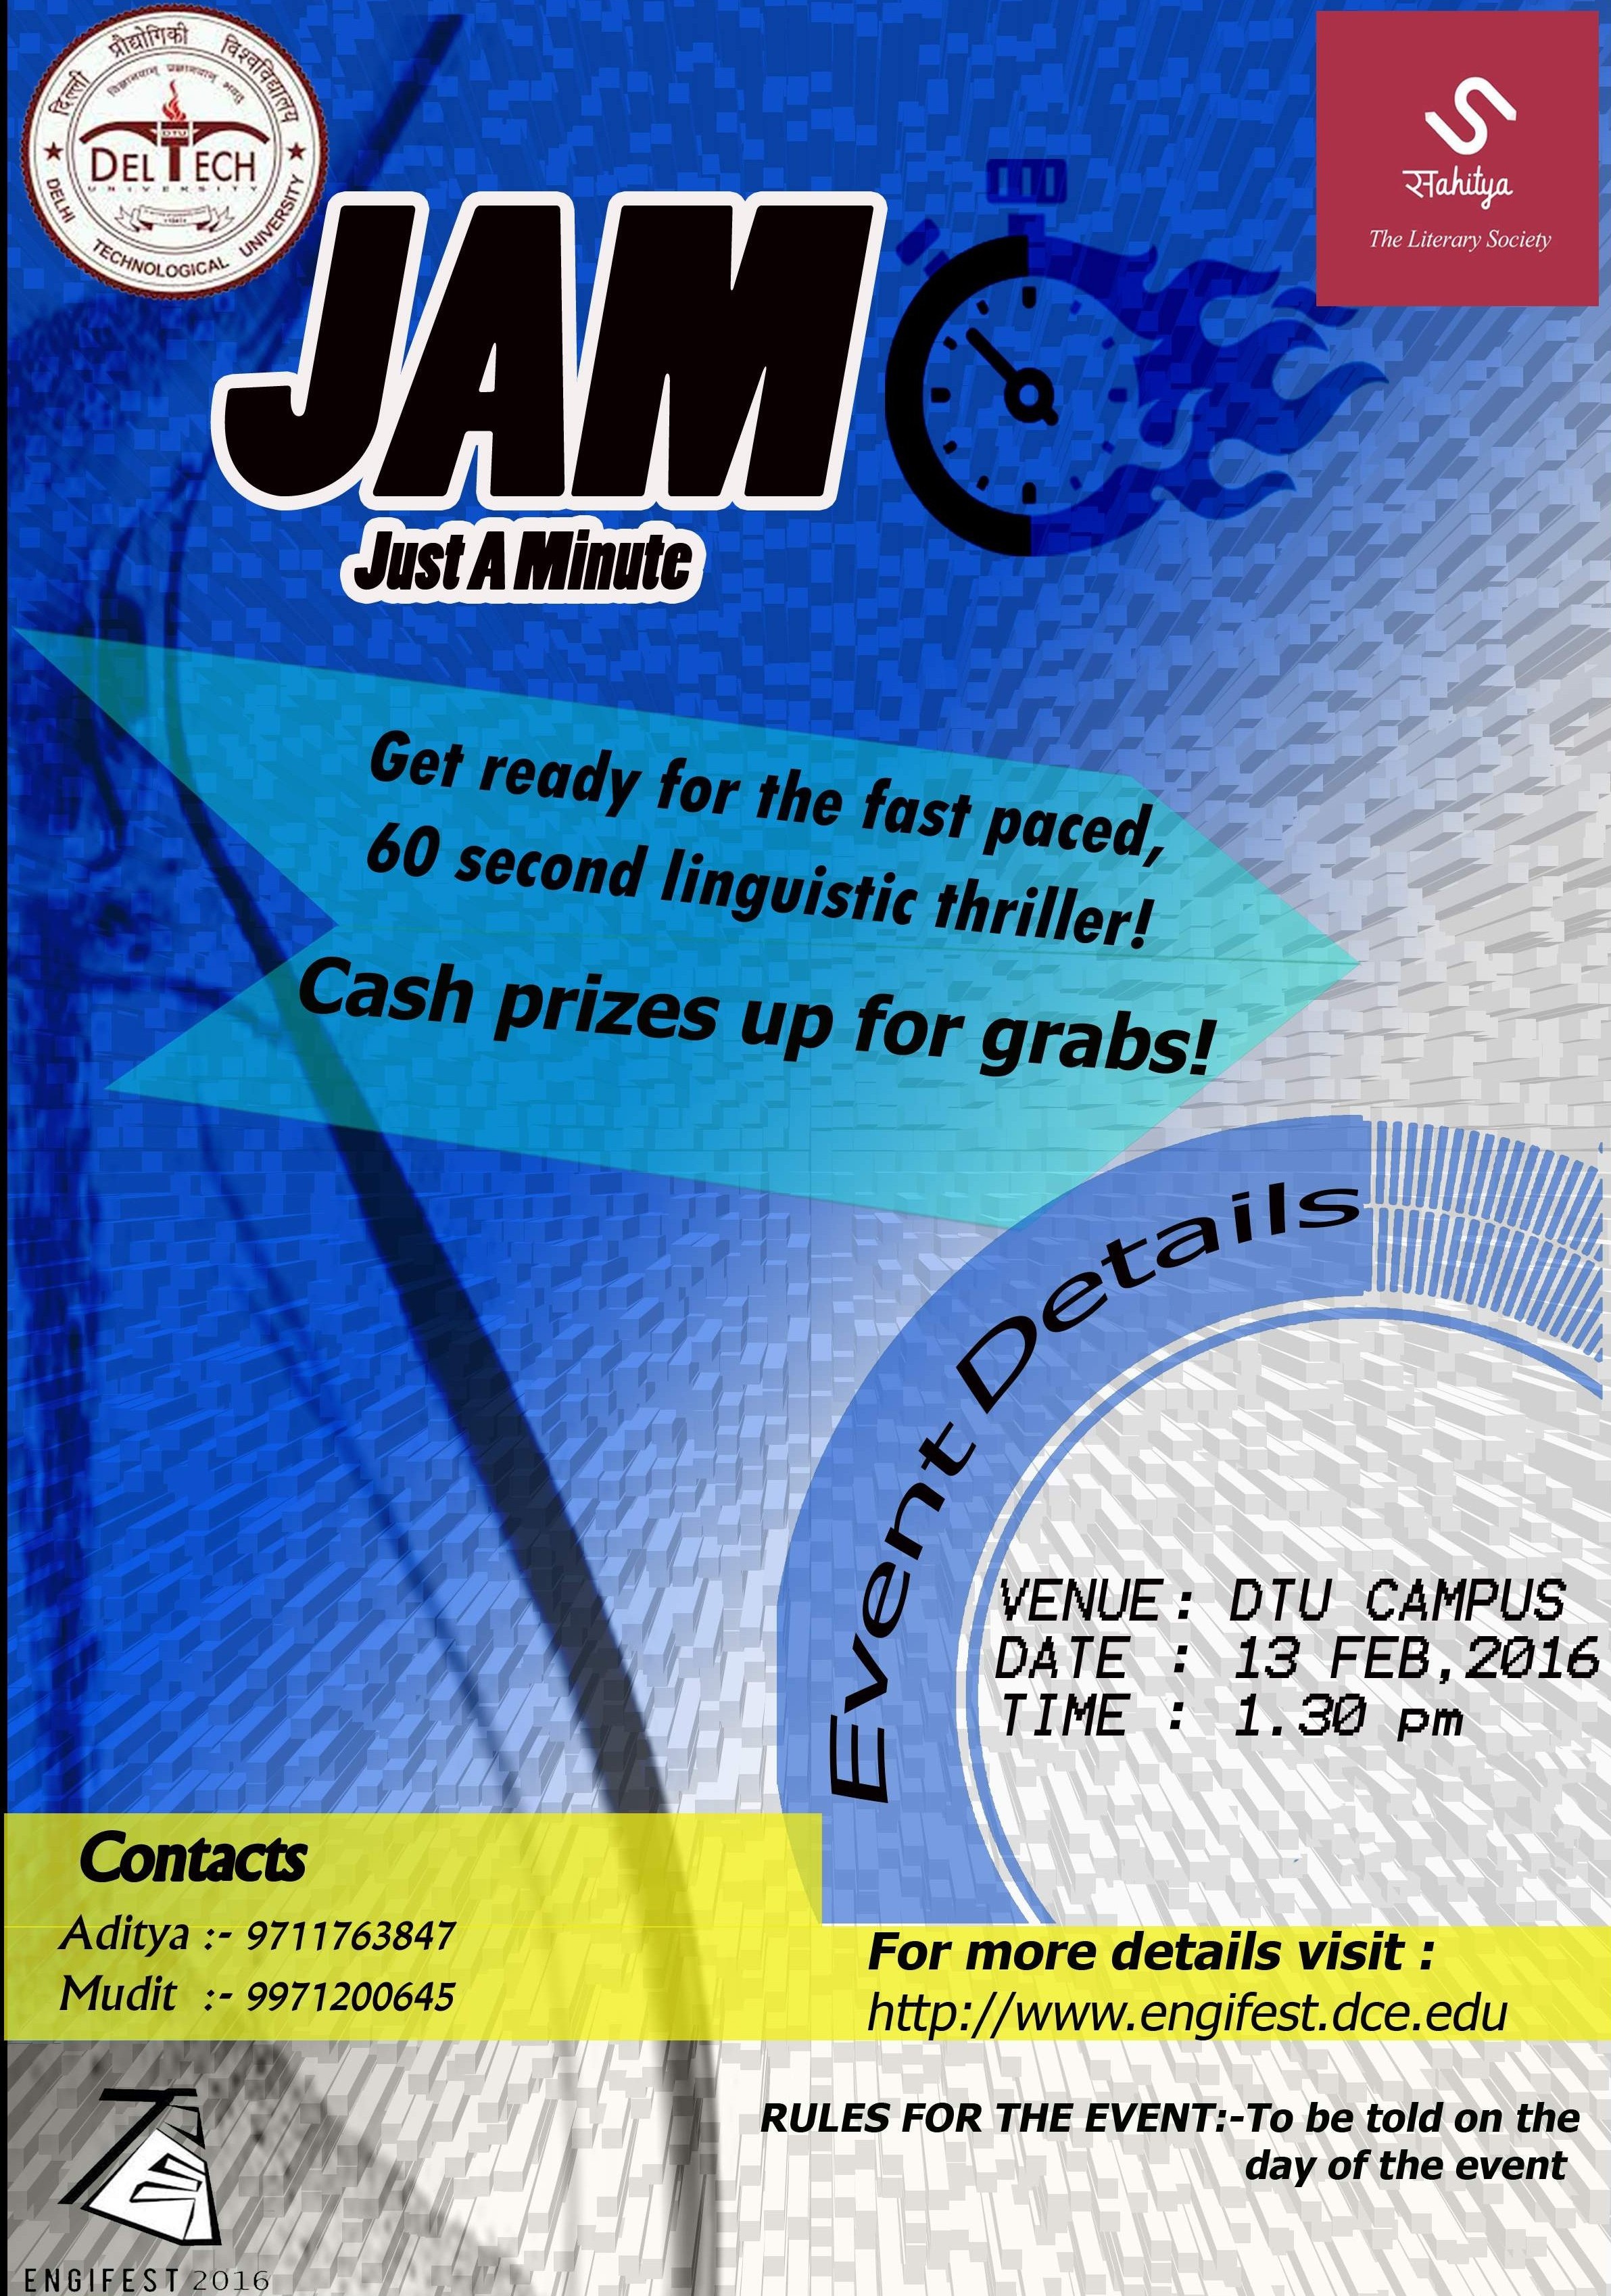 दिल्ली प्रौद्योगिकी विश्वविद्यालय
DTU
DELTECH
UNIVERSITY
DELHI TECHNOLOGICAL UNIVERSITY
साahitya
The Literary Society
JAM
Just A Minute
Get ready for the fast paced,
60 second linguistic thriller!
Cash prizes up for grabs!
Event Details
VENUE : DTU CAMPUS
DATE : 13 FEB,2016
TIME : 1.30 pm
Contacts
Aditya :- 9711763847
Mudit :- 9971200645
For more details visit :
http://www.engifest.dce.edu
RULES FOR THE EVENT:-To be told on the
day of the event
ENGIFEST 2016